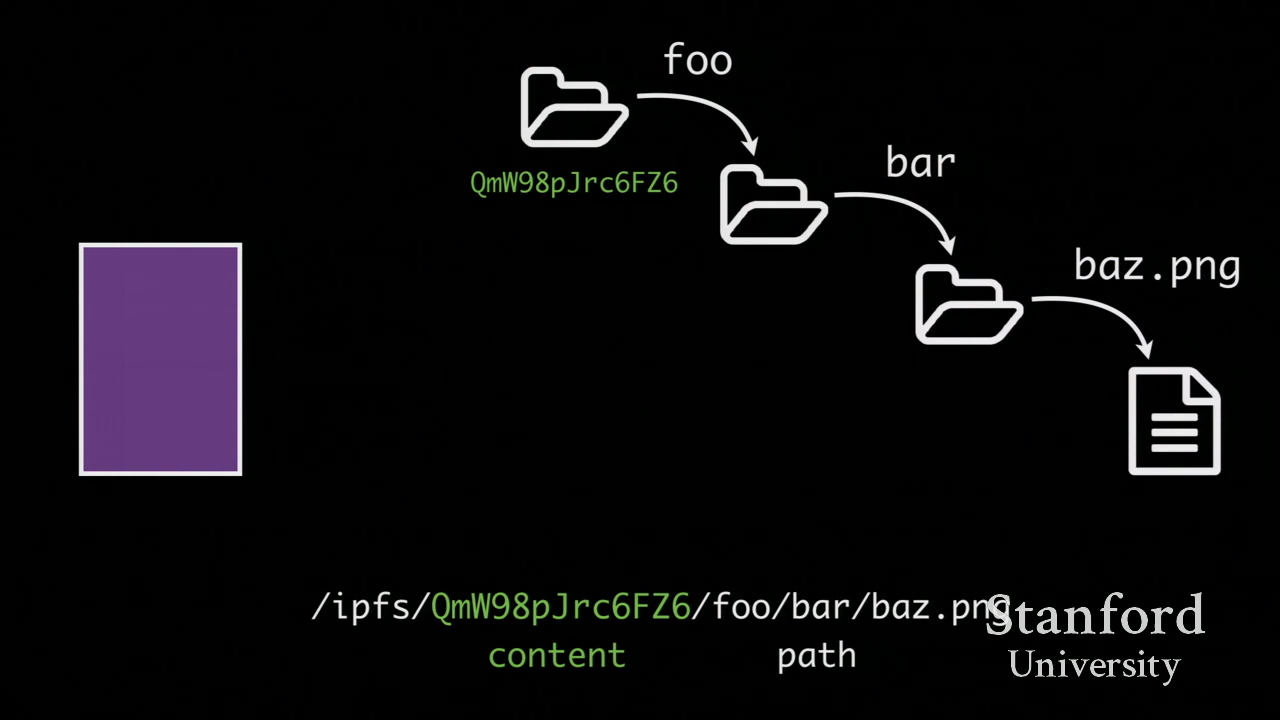 foo
bar
QmW98pJrc6FZ6
baz.png
/ipfs/QmW98pJrc6FZ6/foo/bar/baz.png
content path
Stanford
University